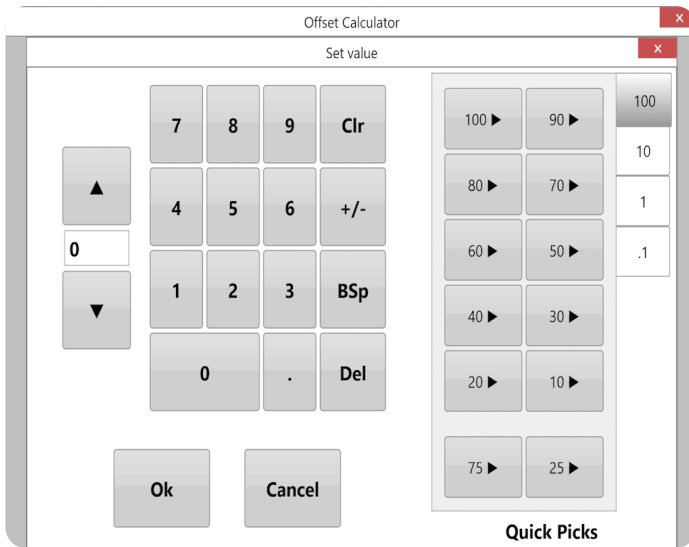 Offset Calculator
x
Set value
x
7 8 9 Clr
4 5 6 +/-
0
1 2 3 BSp
0 . Del
Ok Cancel
100 ▶ 90 ▶
80 ▶ 70 ▶
60 ▶ 50 ▶
40 ▶ 30 ▶
20 ▶ 10 ▶
75 ▶ 25 ▶
100
10
1
.1
Quick Picks